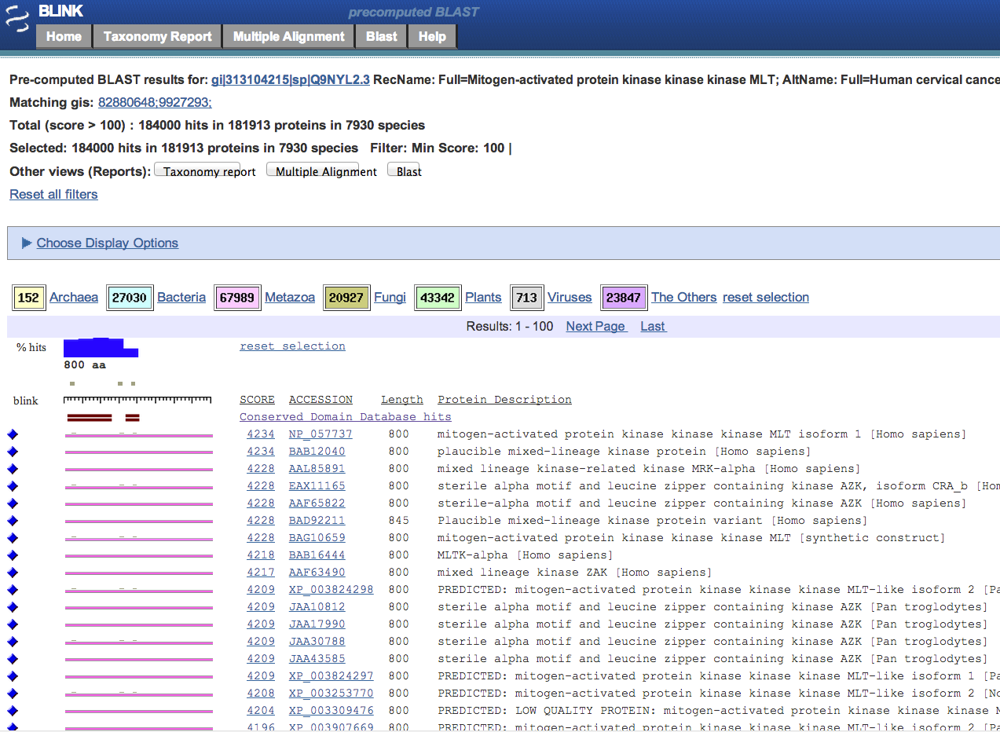 BLINK precomputed BLAST
Home Taxonomy Report Multiple Alignment Blast Help
Pre-computed BLAST results for: gi|313104215|sp|Q9NYL2.3 RecName: Full=Mitogen-activated protein kinase kinase kinase MLT; AltName: Full=Human cervical cance
Matching gis: 82880648;9927293;
Total (score > 100) : 184000 hits in 181913 proteins in 7930 species
Selected: 184000 hits in 181913 proteins in 7930 species Filter: Min Score: 100 |
Other views (Reports): Taxonomy report Multiple Alignment Blast
Reset all filters
Choose Display Options
152 Archaea 27030 Bacteria 67989 Metazoa 20927 Fungi 43342 Plants 713 Viruses 23847 The Others reset selection
Results: 1 - 100 Next Page Last
% hits reset selection
800 aa
blink SCORE ACCESSION Length Protein Description
Conserved Domain Database hits
4234 NP_057737 800 mitogen-activated protein kinase kinase kinase MLT isoform 1 [Homo sapiens]
4234 BAB12040 800 plaucible mixed-lineage kinase protein [Homo sapiens]
4228 AAL85891 800 mixed lineage kinase-related kinase MRK-alpha [Homo sapiens]
4228 EAX11165 800 sterile alpha motif and leucine zipper containing kinase AZK, isoform CRA_b [Hom
4228 AAF65822 800 sterile-alpha motif and leucine zipper containing kinase AZK [Homo sapiens]
4228 BAD92211 845 Plaucible mixed-lineage kinase protein variant [Homo sapiens]
4228 BAG10659 800 mitogen-activated protein kinase kinase kinase MLT [synthetic construct]
4218 BAB16444 800 MLTK-alpha [Homo sapiens]
4217 AAF63490 800 mixed lineage kinase ZAK [Homo sapiens]
4209 XP_003824298 800 PREDICTED: mitogen-activated protein kinase kinase kinase MLT-like isoform 2 [Pa
4209 JAA10812 800 sterile alpha motif and leucine zipper containing kinase AZK [Pan troglodytes]
4209 JAA17990 800 sterile alpha motif and leucine zipper containing kinase AZK [Pan troglodytes]
4209 JAA30788 800 sterile alpha motif and leucine zipper containing kinase AZK [Pan troglodytes]
4209 JAA43585 800 sterile alpha motif and leucine zipper containing kinase AZK [Pan troglodytes]
4209 XP_003824297 800 PREDICTED: mitogen-activated protein kinase kinase kinase MLT-like isoform 1 [Pa
4208 XP_003253770 800 PREDICTED: mitogen-activated protein kinase kinase kinase MLT-like isoform 2 [No
4204 XP_003309476 800 PREDICTED: LOW QUALITY PROTEIN: mitogen-activated protein kinase kinase kinase M
4196 XP_003907669 800 PREDICTED: mitogen-activated protein kinase kinase kinase MLT-like isoform 2 [Pa